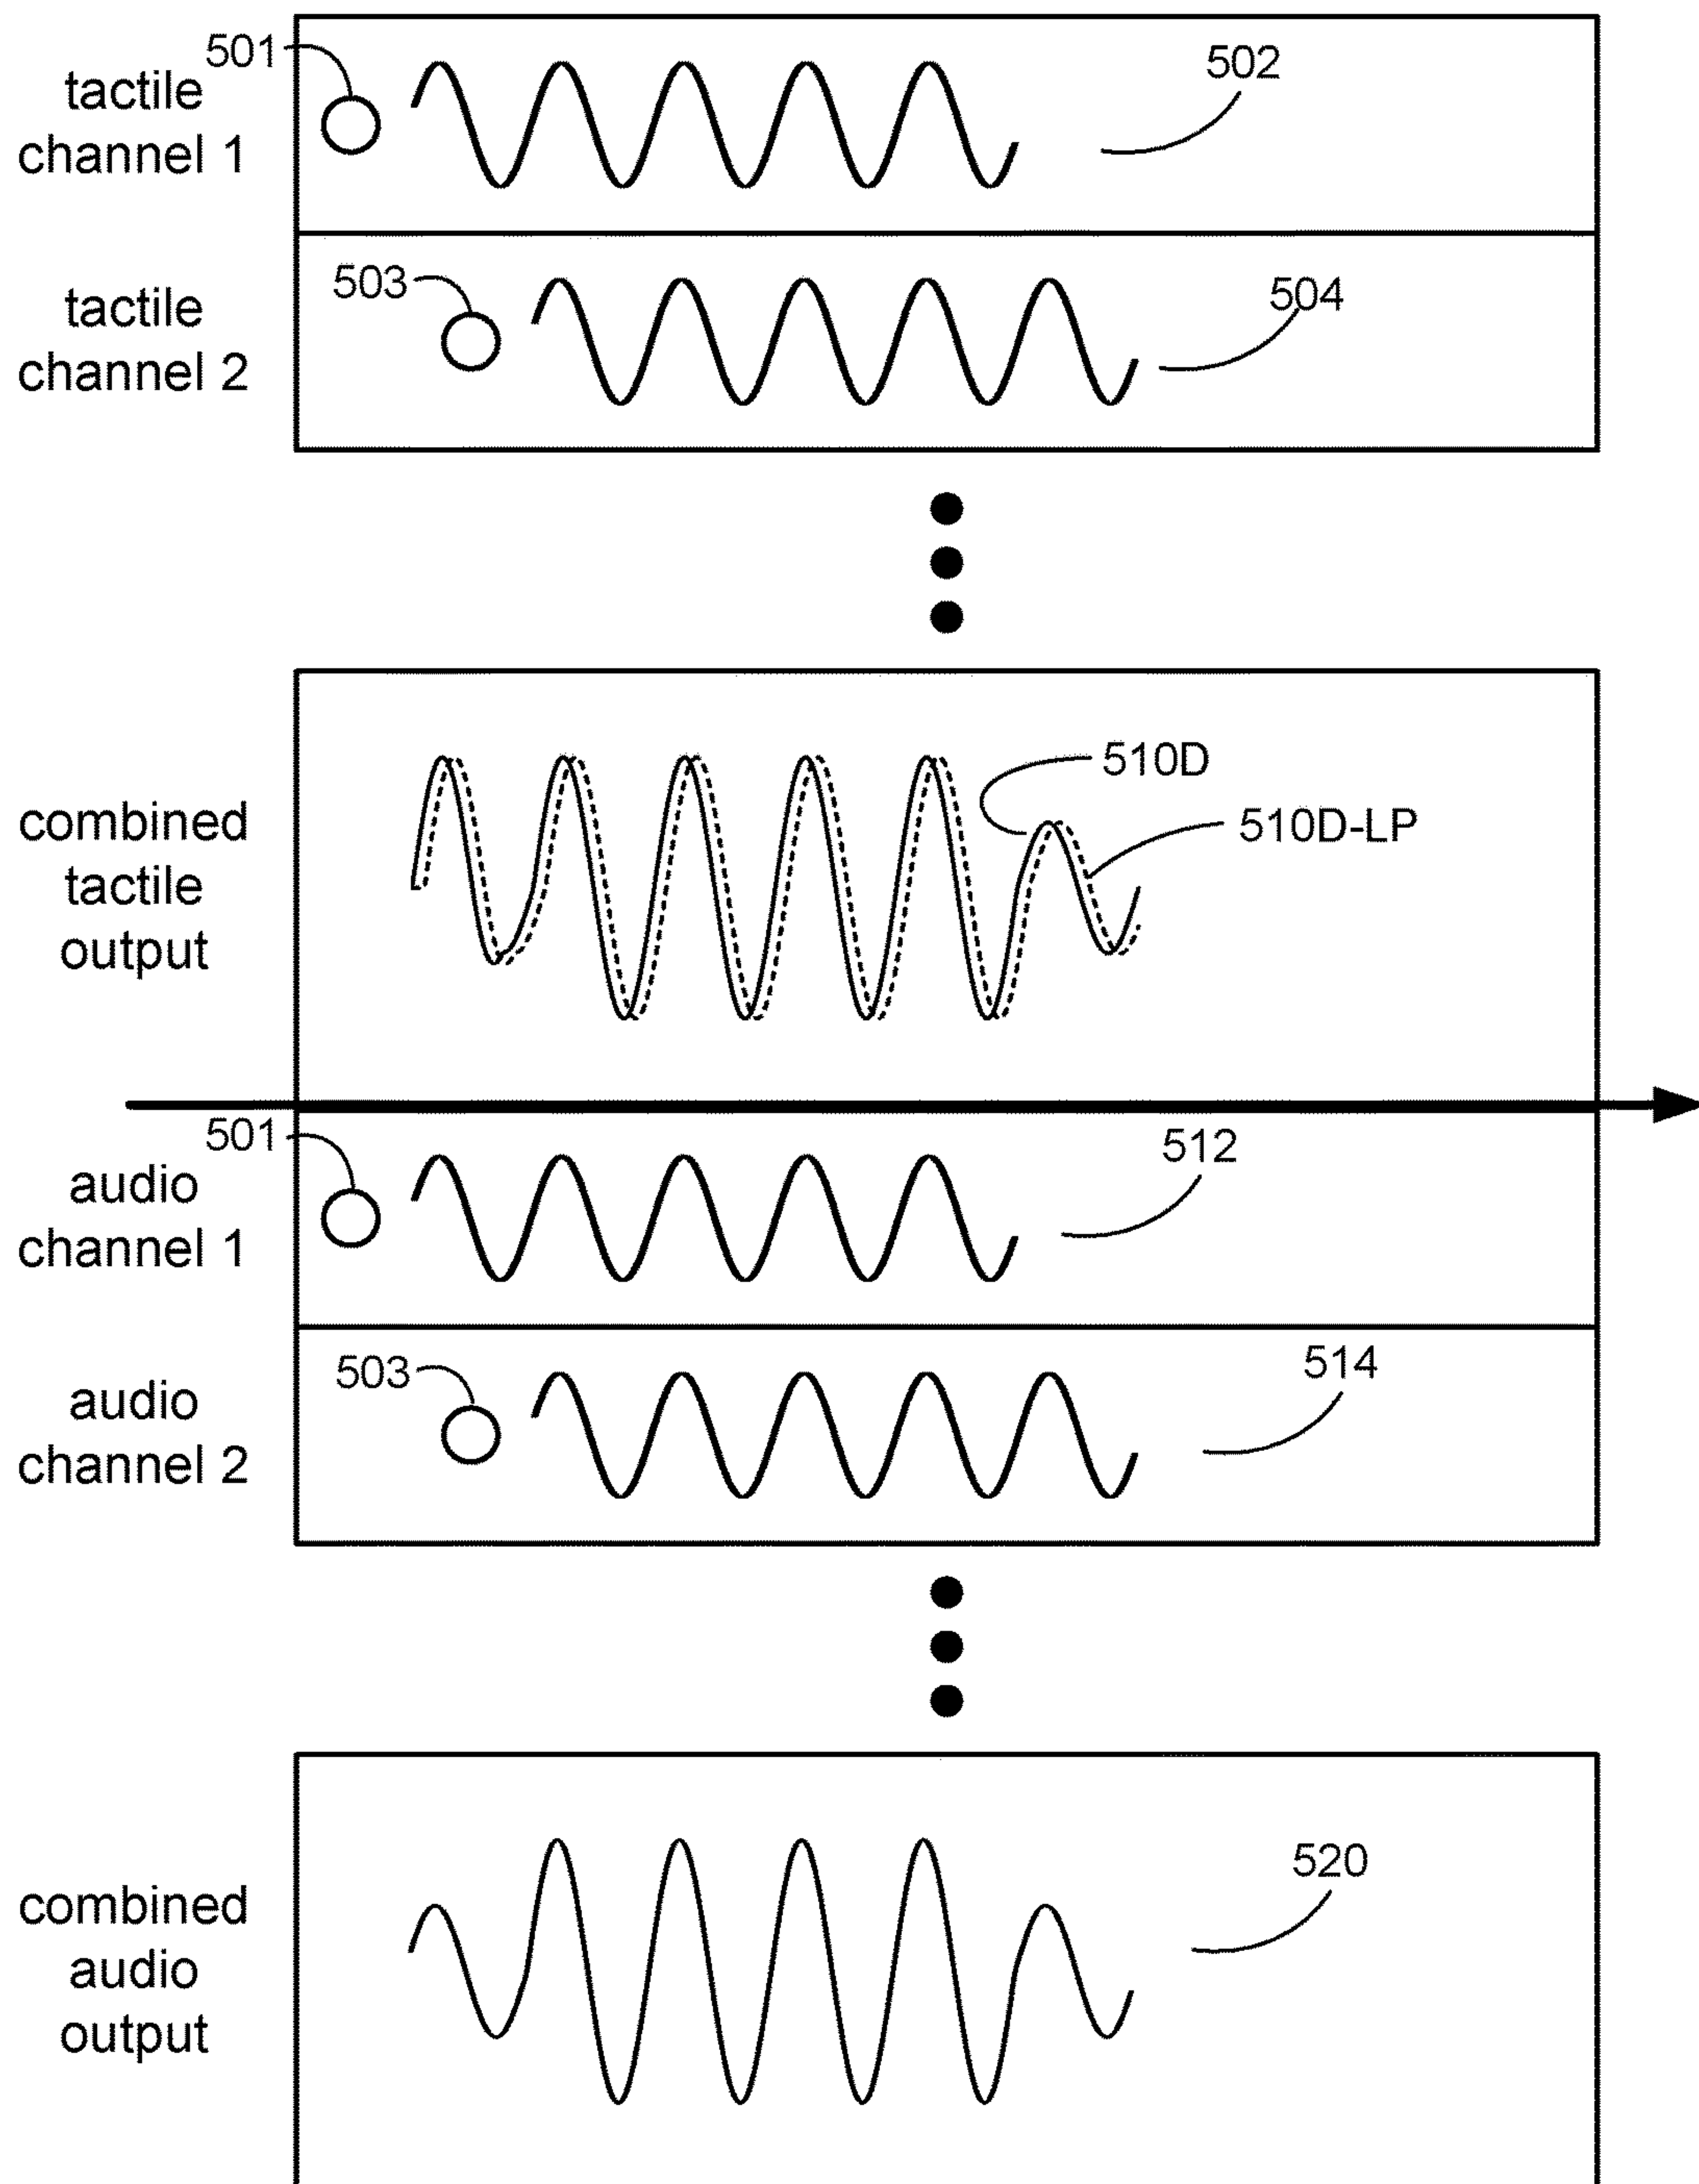 501
tactile
channel 1
502
503
tactile
channel 2
504
combined
tactile
output
510D
510D-LP
501
audio
channel 1
512
503
audio
channel 2
514
combined
audio
output
520